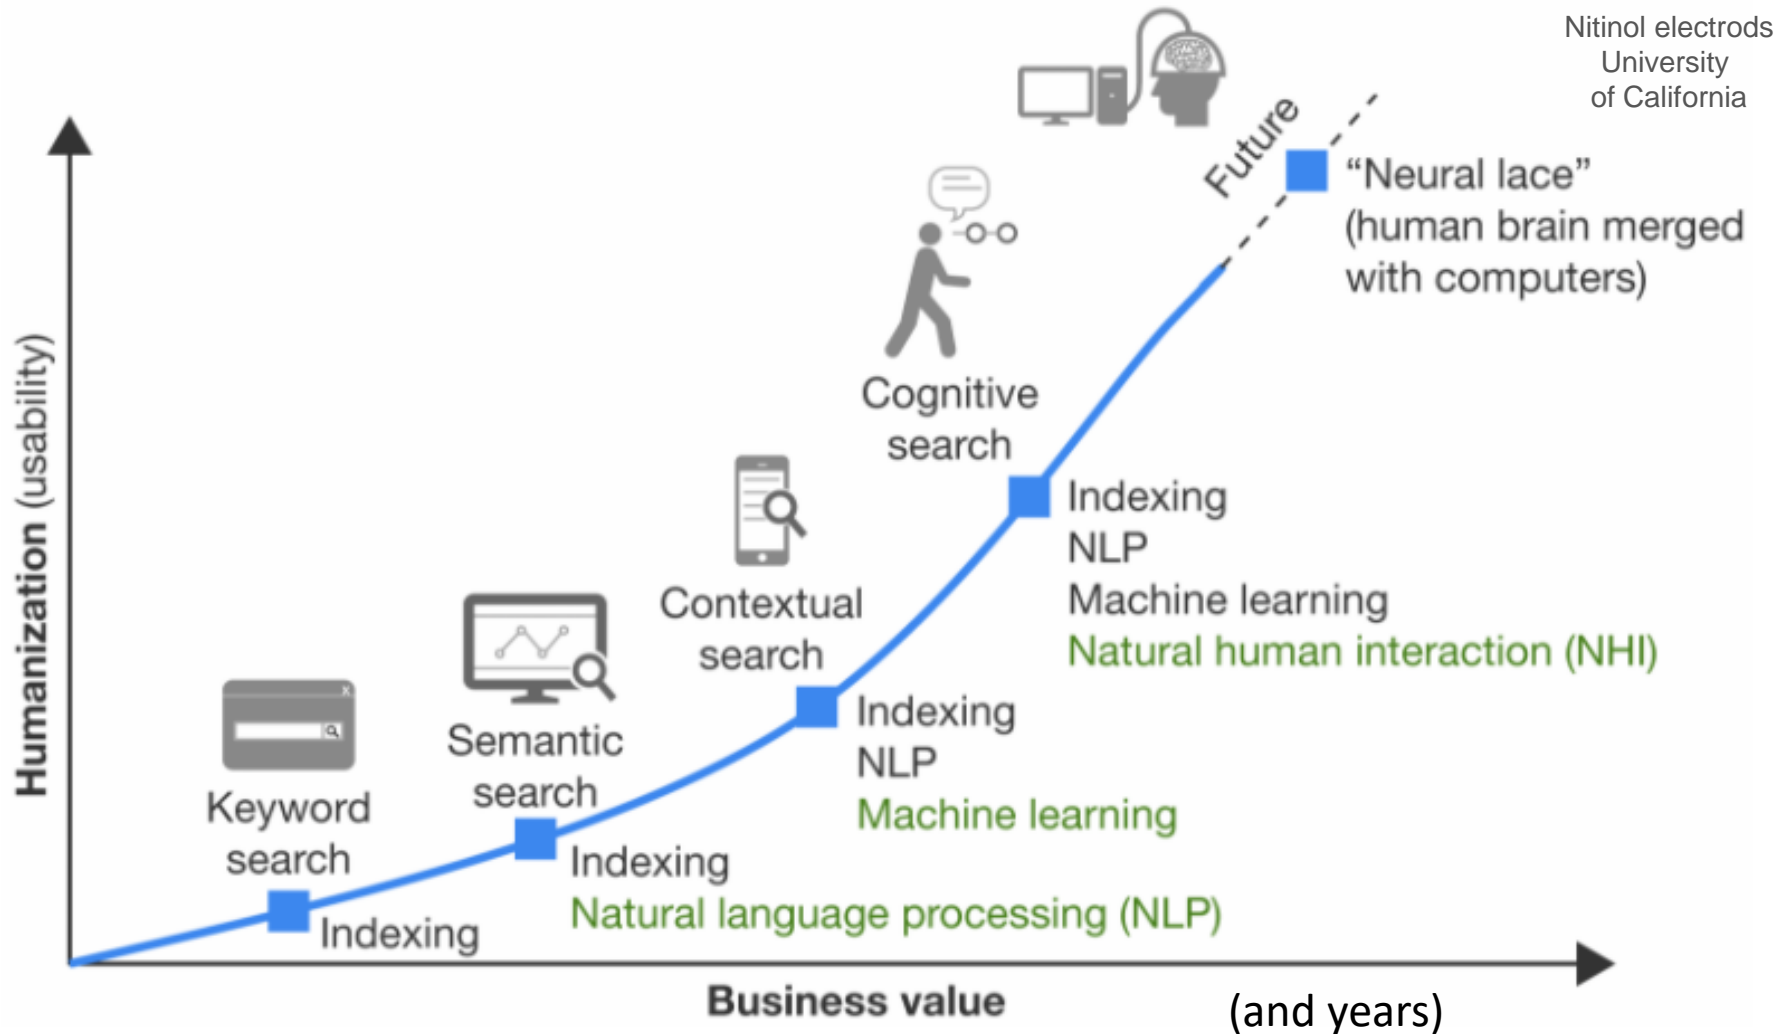 Nitinol electrods
University
of California
Future
“Neural lace”
(human brain merged
with computers)
Cognitive
search
Indexing
NLP
Machine learning
Natural human interaction (NHI)
Contextual
search
Indexing
NLP
Machine learning
Semantic
search
Indexing
Natural language processing (NLP)
Keyword
search
Indexing
Humanization (usability)
Business value
(and years)